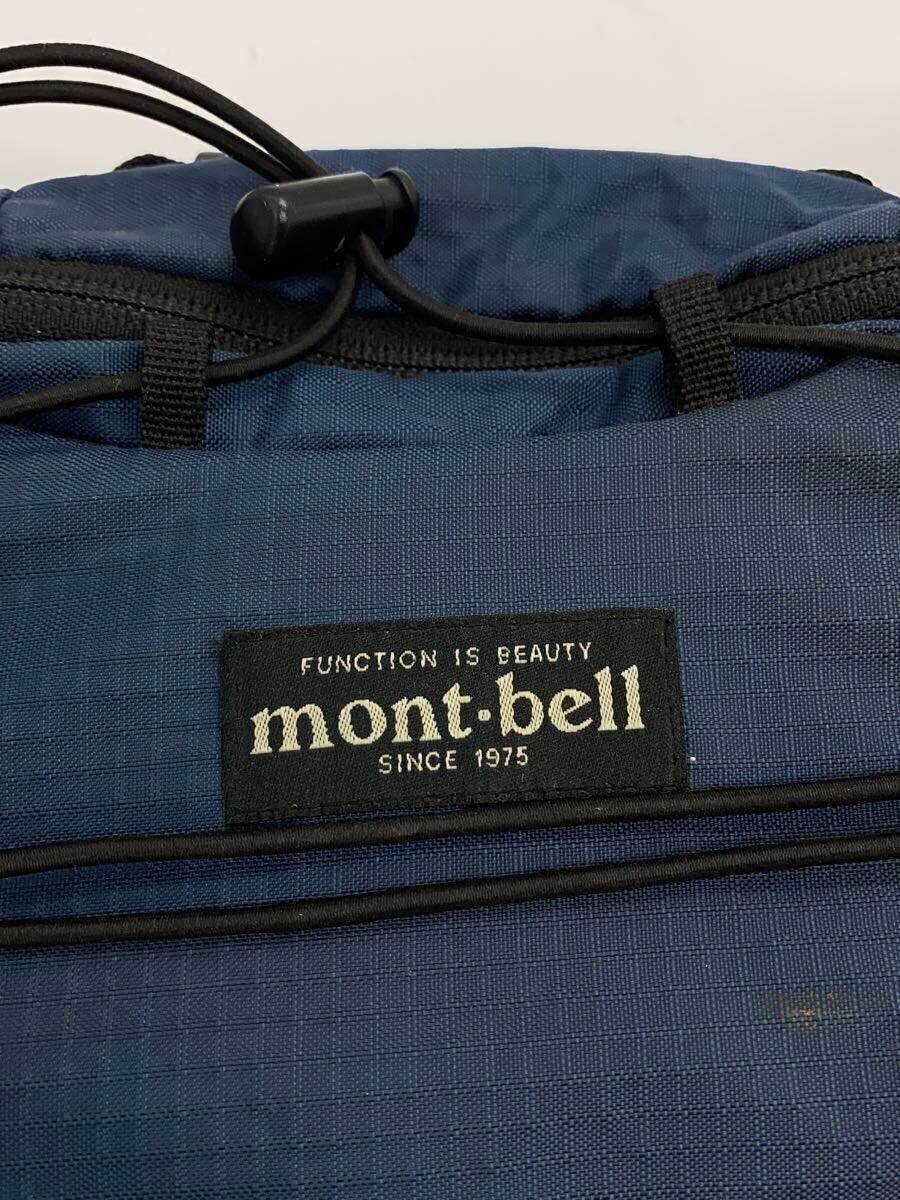 FUNCTION IS BEAUTY
mont·bell
SINCE 1975